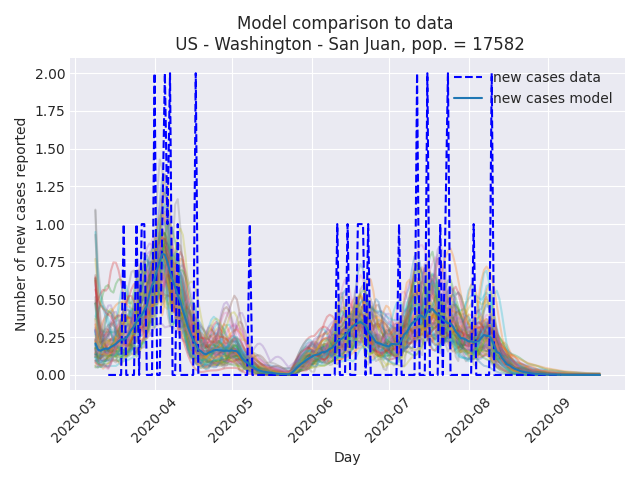 Model comparison to data
US - Washington - San Juan, pop. = 17582
Number of new cases reported
2.00
1.75
1.50
1.25
1.00
0.75
0.50
0.25
0.00
new cases data
new cases model
2020-03
2020-04
2020-05
2020-06
2020-07
2020-08
2020-09
Day